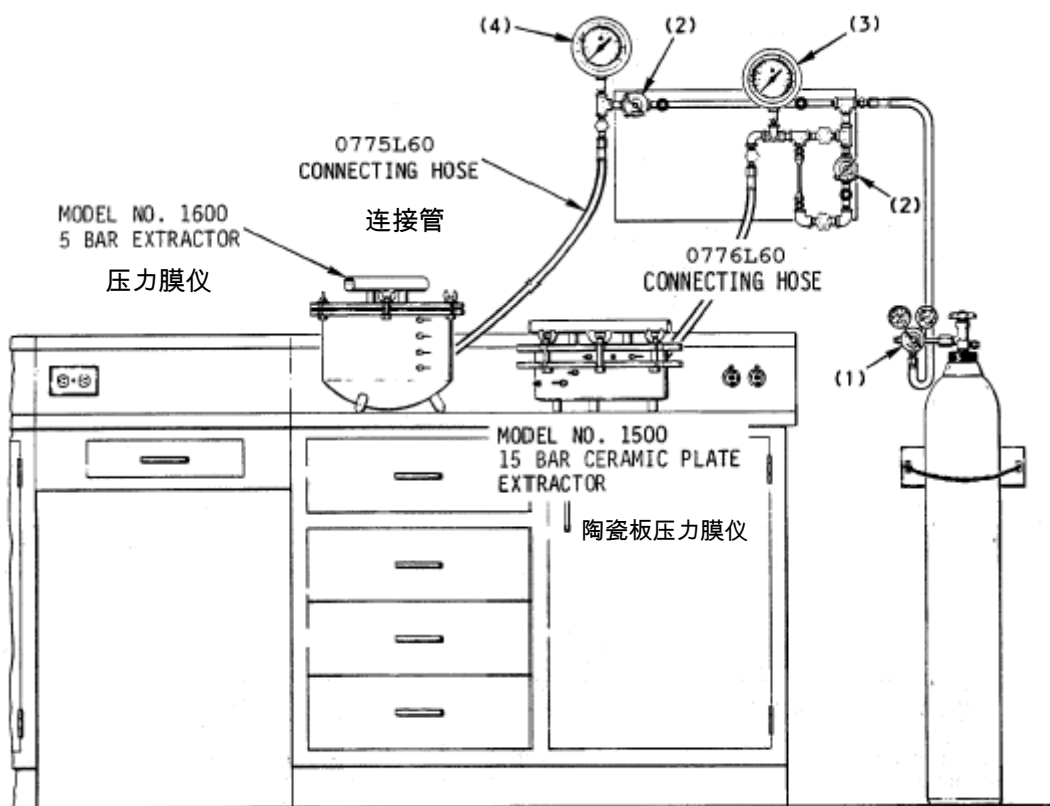 (4)
(2)
(3)
0775L60
CONNECTING HOSE
连接管
(2)
MODEL NO. 1600
5 BAR EXTRACTOR
压力膜仪
0776L60
CONNECTING HOSE
(1)
MODEL NO. 1500
15 BAR CERAMIC PLATE
EXTRACTOR
陶瓷板压力膜仪